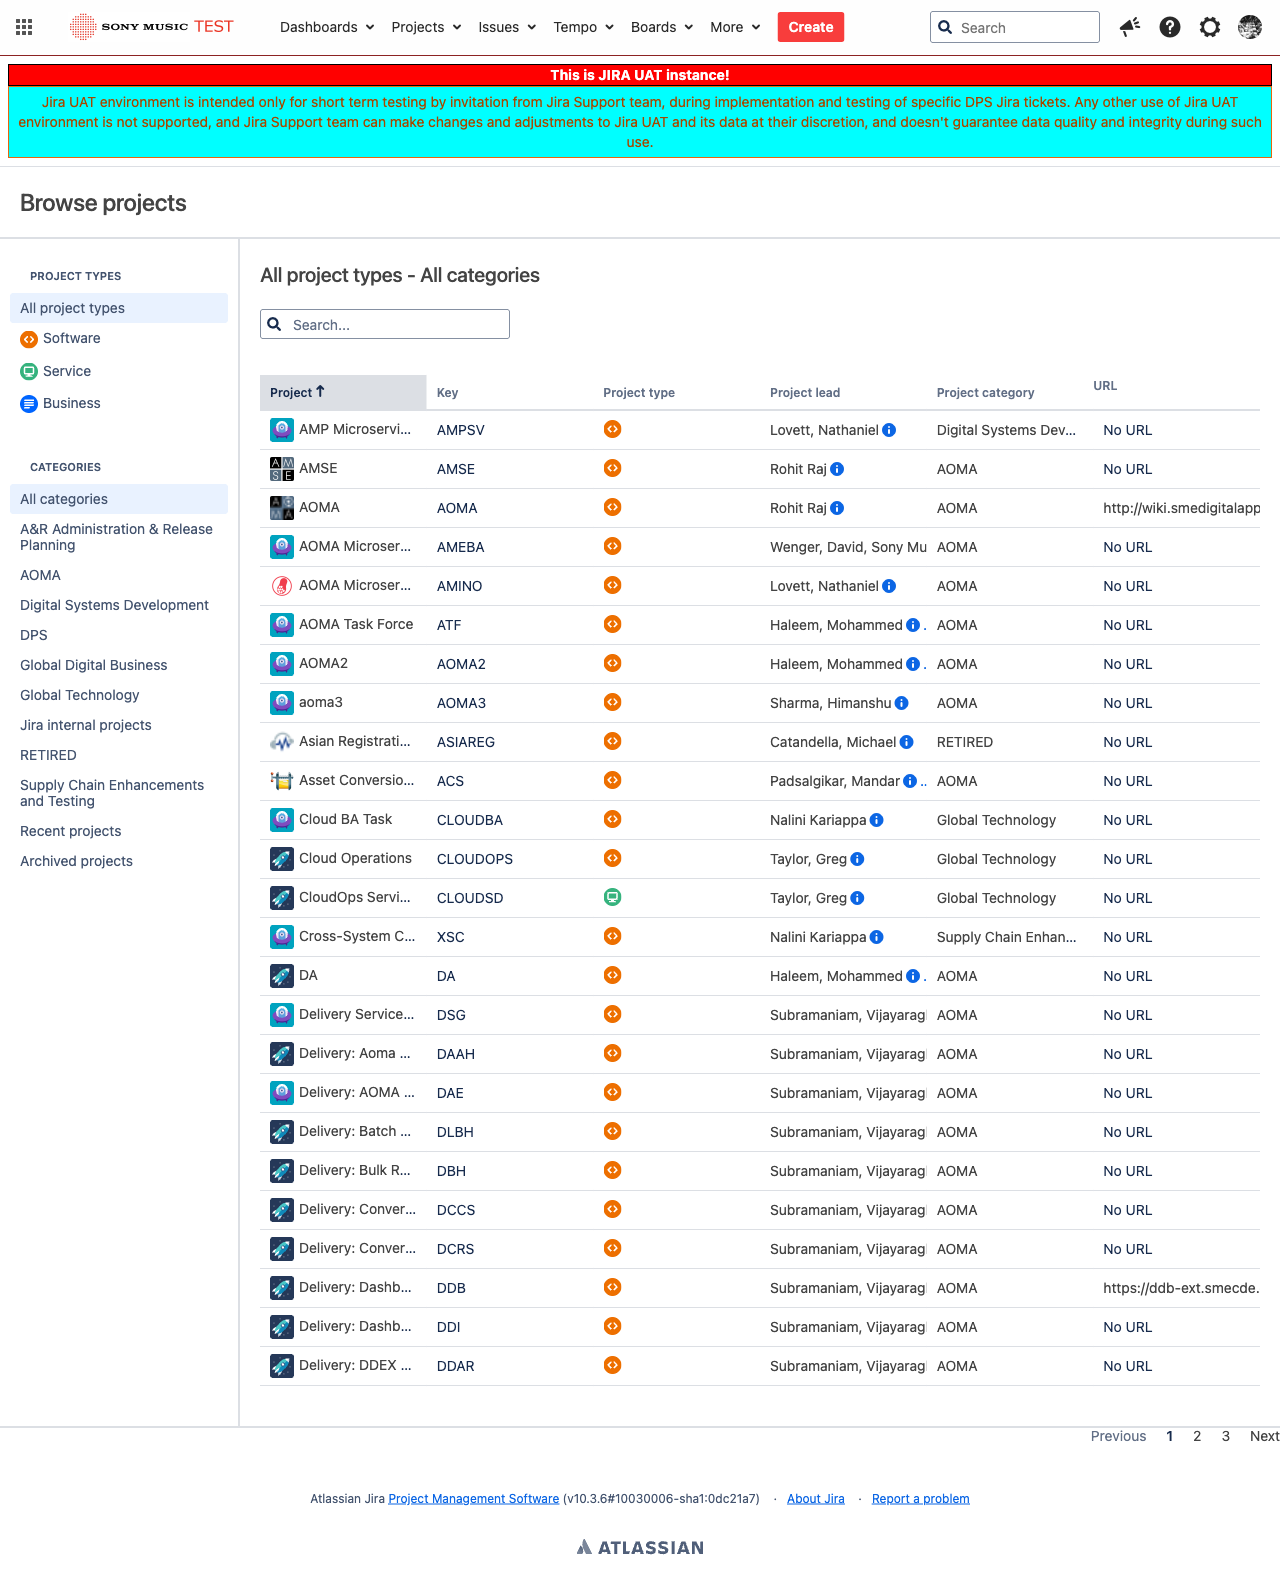 SONY MUSIC TEST Dashboards Projects Issues Tempo Boards More Create Search
This is JIRA UAT instance!
Jira UAT environment is intended only for short term testing by invitation from Jira Support team, during implementation and testing of specific DPS Jira tickets. Any other use of Jira UAT
environment is not supported, and Jira Support team can make changes and adjustments to Jira UAT and its data at their discretion, and doesn't guarantee data quality and integrity during such
use.
Browse projects
PROJECT TYPES
All project types
Software
Service
Business
CATEGORIES
All categories
A&R Administration & Release
Planning
AOMA
Digital Systems Development
DPS
Global Digital Business
Global Technology
Jira internal projects
RETIRED
Supply Chain Enhancements
and Testing
Recent projects
Archived projects
All project types - All categories
Search...
Project Key Project type Project lead Project category URL
AMP Microservi... AMPSV Lovett, Nathaniel Digital Systems Dev... No URL
AMSE AMSE Rohit Raj AOMA No URL
AOMA AOMA Rohit Raj AOMA http://wiki.smedigitalapp
AOMA Microser... AMEBA Wenger, David, Sony Mu AOMA No URL
AOMA Microser... AMINO Lovett, Nathaniel AOMA No URL
AOMA Task Force ATF Haleem, Mohammed . AOMA No URL
AOMA2 AOMA2 Haleem, Mohammed . AOMA No URL
aoma3 AOMA3 Sharma, Himanshu AOMA No URL
Asian Registrati... ASIAREG Catandella, Michael RETIRED No URL
Asset Conversio... ACS Padsalgikar, Mandar .. AOMA No URL
Cloud BA Task CLOUDBA Nalini Kariappa Global Technology No URL
Cloud Operations CLOUDOPS Taylor, Greg Global Technology No URL
CloudOps Servi... CLOUDSD Taylor, Greg Global Technology No URL
Cross-System C... XSC Nalini Kariappa Supply Chain Enhan... No URL
DA DA Haleem, Mohammed . AOMA No URL
Delivery Service... DSG Subramaniam, Vijayarag AOMA No URL
Delivery: Aoma ... DAAH Subramaniam, Vijayarag AOMA No URL
Delivery: AOMA ... DAE Subramaniam, Vijayarag AOMA No URL
Delivery: Batch ... DLBH Subramaniam, Vijayarag AOMA No URL
Delivery: Bulk R... DBH Subramaniam, Vijayarag AOMA No URL
Delivery: Conver... DCCS Subramaniam, Vijayarag AOMA No URL
Delivery: Conver... DCRS Subramaniam, Vijayarag AOMA No URL
Delivery: Dashb... DDB Subramaniam, Vijayarag AOMA https://ddb-ext.smecde.
Delivery: Dashb... DDI Subramaniam, Vijayarag AOMA No URL
Delivery: DDEX ... DDAR Subramaniam, Vijayarag AOMA No URL
Previous 1 2 3 Next
Atlassian Jira Project Management Software (v10.3.6#10030006-sha1:0dc21a7) · About Jira · Report a problem
ATLASSIAN